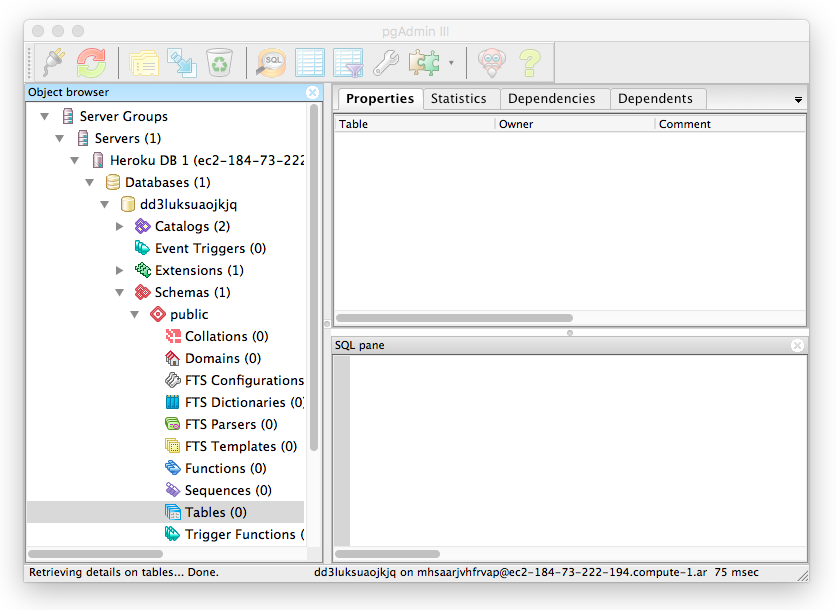 pgAdmin III
SQL
Object browser
Server Groups
Servers (1)
Heroku DB 1 (ec2-184-73-222
Databases (1)
dd3luksuaojkjq
Catalogs (2)
Event Triggers (0)
Extensions (1)
Schemas (1)
public
Collations (0)
Domains (0)
FTS Configurations
FTS Dictionaries (0)
FTS Parsers (0)
FTS Templates (0)
Functions (0)
Sequences (0)
Tables (0)
Trigger Functions (
Properties Statistics Dependencies Dependents
Table Owner Comment
SQL pane
Retrieving details on tables... Done. dd3luksuaojkjq on mhsaarjvhfrvap@ec2-184-73-222-194.compute-1.ar 75 msec